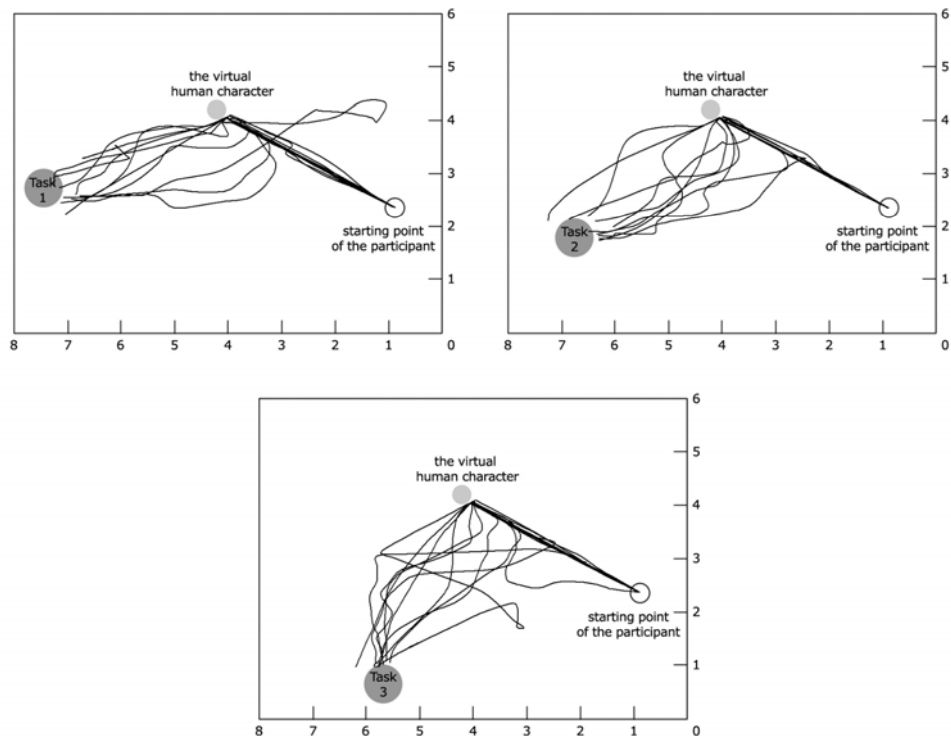 6
5
the virtual
human character
4
3
Task
1
2
starting point
of the participant
1
8 7 6 5 4 3 2 1 0
6
5
the virtual
human character
4
3
2
Task
2
starting point
of the participant
1
8 7 6 5 4 3 2 1 0
6
5
the virtual
human character
4
3
2
starting point
of the participant
1
Task
3
8 7 6 5 4 3 2 1 0